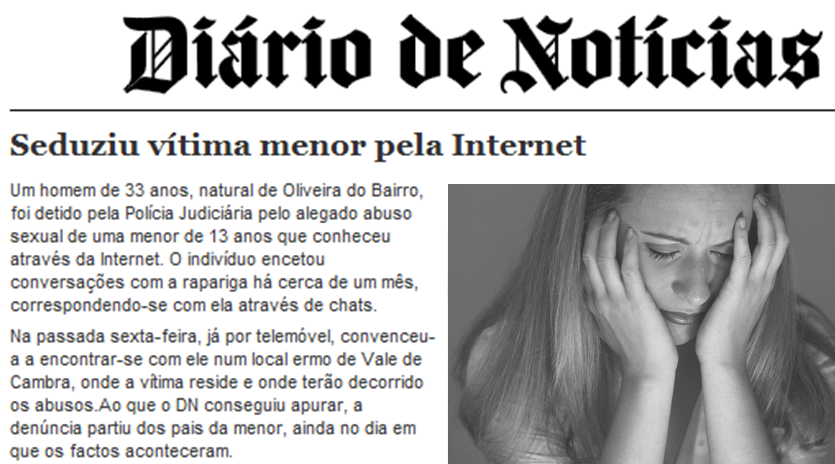 Diário de Notícias
Seduziu vítima menor pela Internet
Um homem de 33 anos, natural de Oliveira do Bairro,
foi detido pela Polícia Judiciária pelo alegado abuso
sexual de uma menor de 13 anos que conheceu
através da Internet. O indivíduo encetou
conversações com a rapariga há cerca de um mês,
correspondendo-se com ela através de chats.
Na passada sexta-feira, já por telemóvel, convenceu-
a a encontrar-se com ele num local ermo de Vale de
Cambra, onde a vítima reside e onde terão decorrido
os abusos.Ao que o DN conseguiu apurar, a
denúncia partiu dos pais da menor, ainda no dia em
que os factos aconteceram.